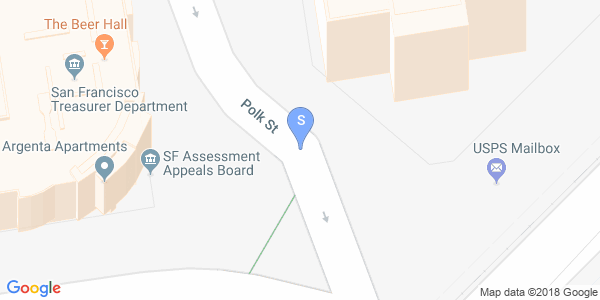 The Beer Hall
San Francisco
Treasurer Department
Polk St
S
Argenta Apartments
SF Assessment
Appeals Board
USPS Mailbox
Google
Map data ©2018 Google